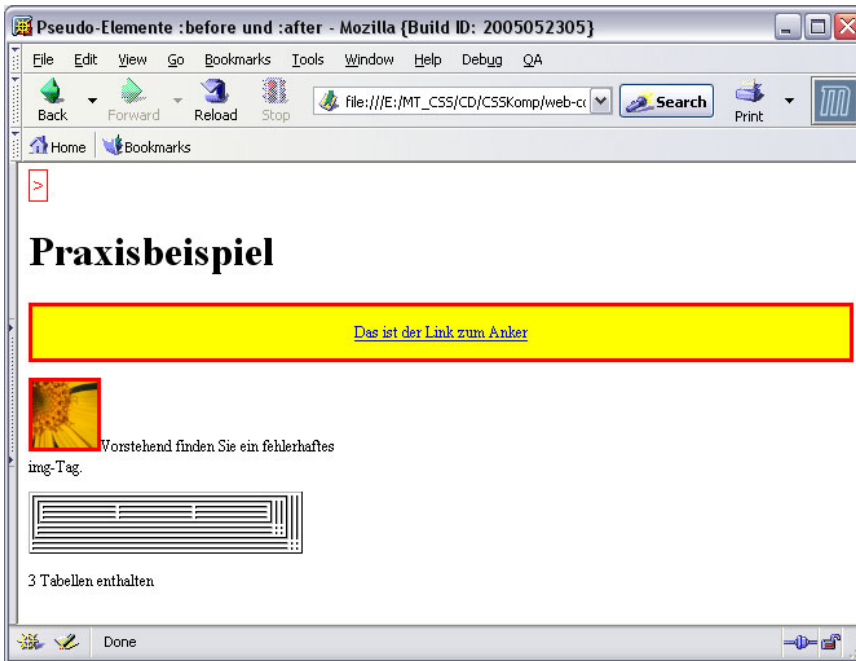 Pseudo-Elemente :before und :after - Mozilla {Build ID: 2005052305}
File Edit View Go Bookmarks Tools Window Help Debug QA
Back Forward Reload Stop file:///E:/MT_CSS/CD/CSSKomp/web-co Search Print
Home Bookmarks
>
Praxisbeispiel
Das ist der Link zum Anker
Vorstehend finden Sie ein fehlerhaftes
img-Tag.
3 Tabellen enthalten
Done